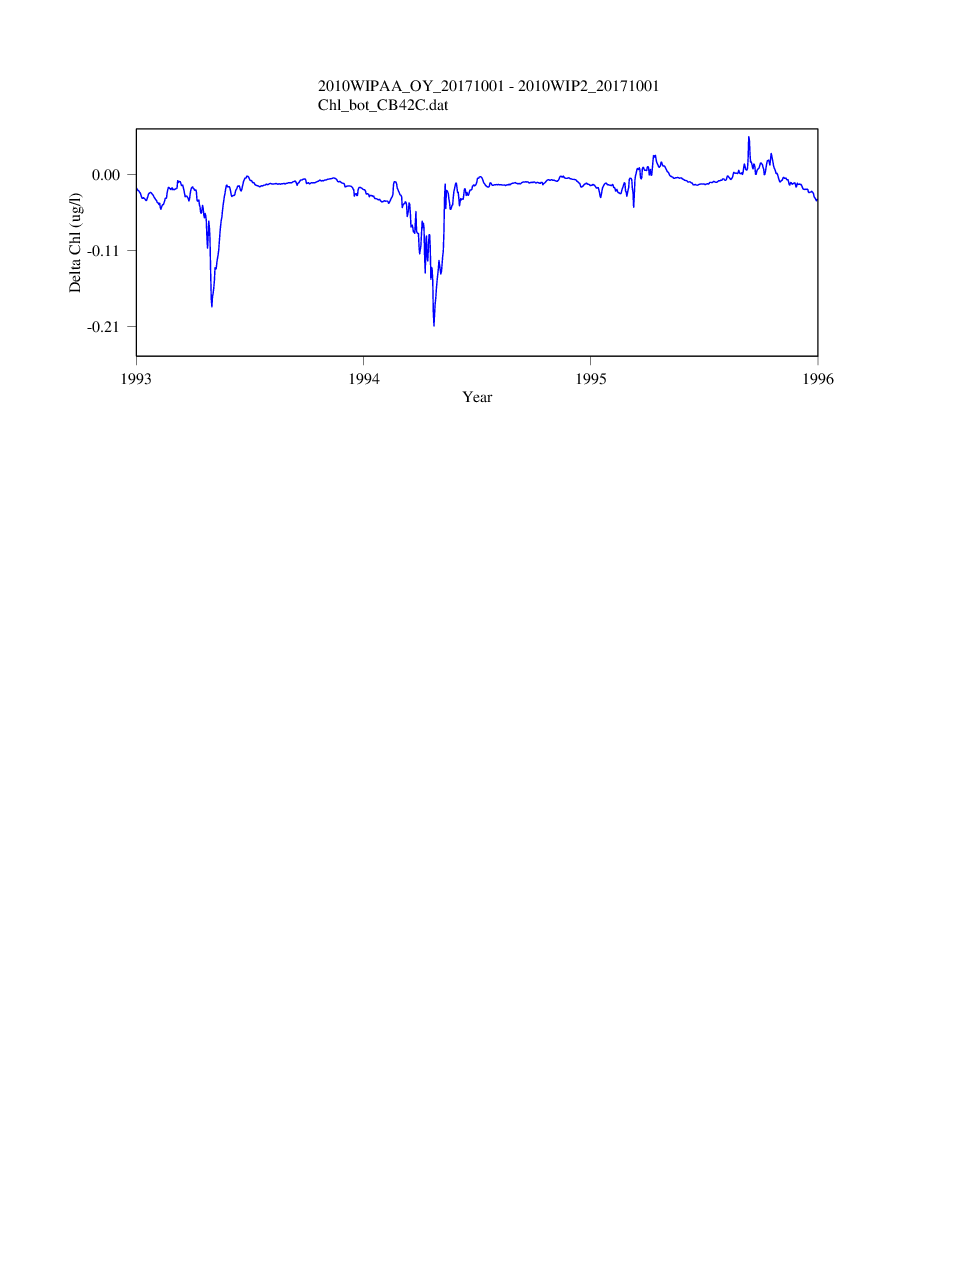 2010WIPAA_OY_20171001 - 2010WIP2_20171001
Chl_bot_CB42C.dat
Delta Chl (ug/l)
0.00
-0.11
-0.21
1993 1994 1995 1996
Year